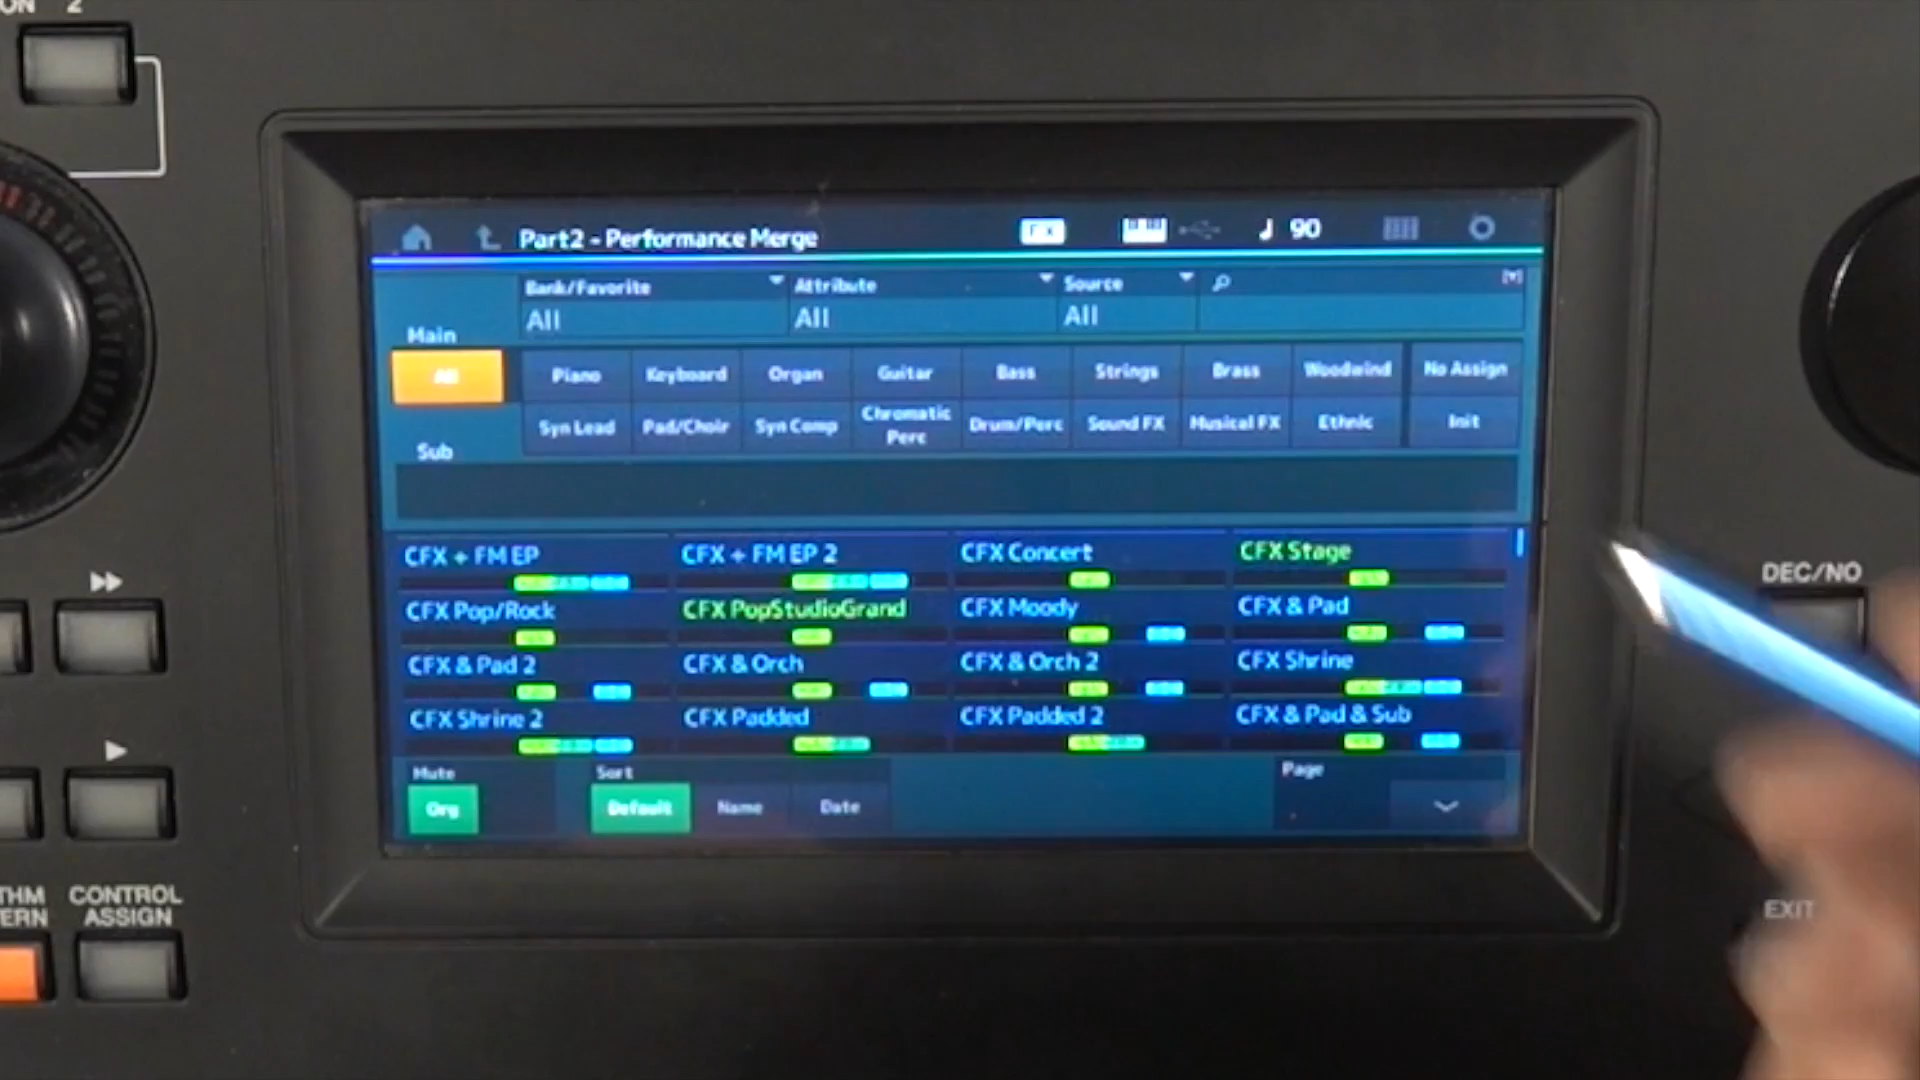 2
Part2 - Performance Merge
FX
90
Bank/Favorite
All
Attribute
All
Source
All
Main
All
Piano
Keyboard
Organ
Guitar
Bass
Strings
Brass
Woodwind
No Assign
Syn Lead
Pad/Choir
Syn Comp
Chromatic
Perc
Drum/Perc
Sound FX
Musical FX
Ethnic
Init
Sub
CFX + FM EP
CFX + FM EP 2
CFX Concert
CFX Stage
CFX Pop/Rock
CFX PopStudioGrand
CFX Moody
CFX & Pad
CFX & Pad 2
CFX & Orch
CFX & Orch 2
CFX Shrine
CFX Shrine 2
CFX Padded
CFX Padded 2
CFX & Pad & Sub
Mute
Org
Sort
Default
Name
Date
Page
DEC/NO
EXIT
CONTROL
ASSIGN